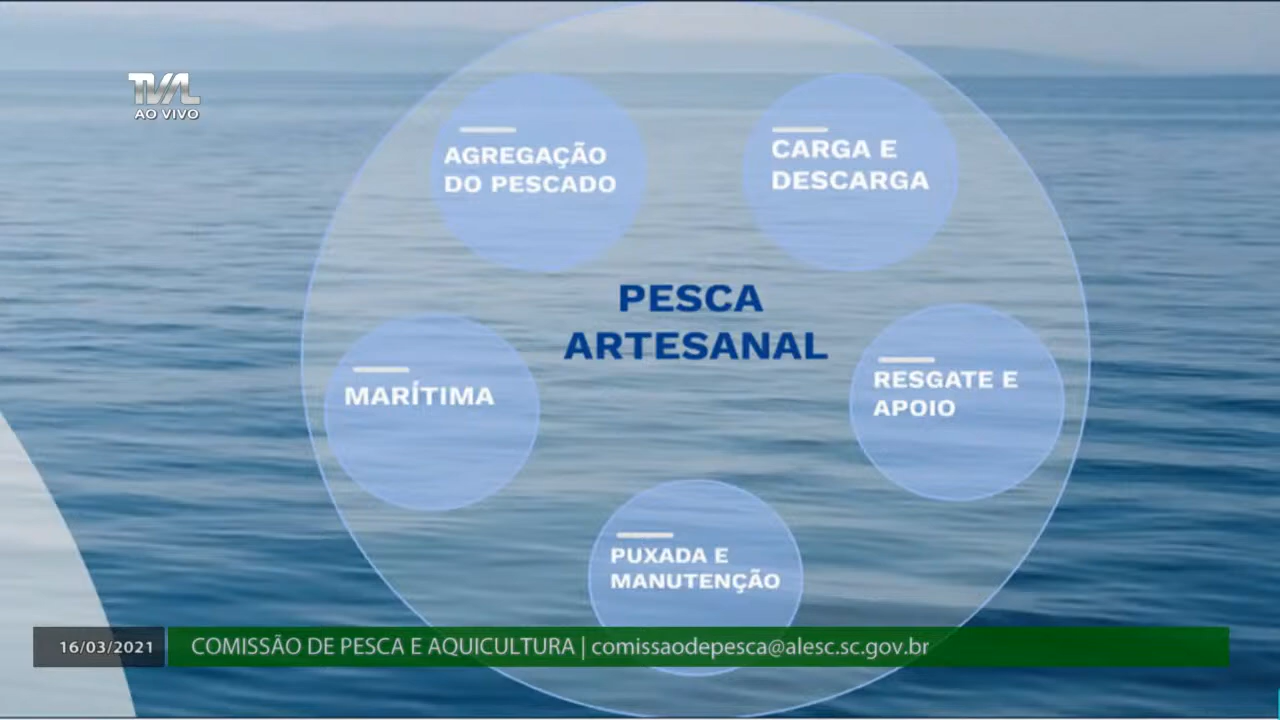 TVAL
AO VIVO
AGREGAÇÃO
DO PESCADO
CARGA E
DESCARGA
PESCA
ARTESANAL
MARÍTIMA
RESGATE E
APOIO
PUXADA E
MANUTENÇÃO
16/03/2021
COMISSÃO DE PESCA E AQUICULTURA | comissaodepesca@alesc.sc.gov.br